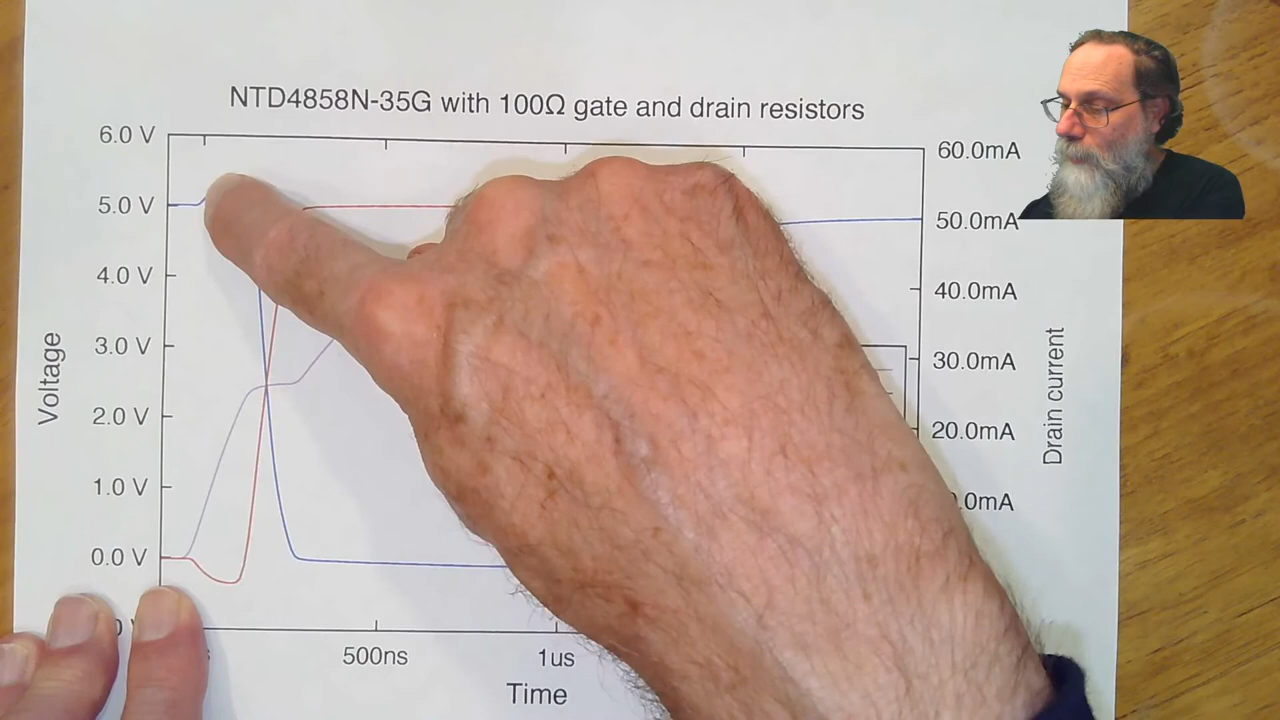 NTD4858N-35G with 100Ω gate and drain resistors
6.0 V
5.0 V
4.0 V
3.0 V
2.0 V
1.0 V
0.0 V
Voltage
60.0mA
50.0mA
40.0mA
30.0mA
20.0mA
.0mA
Drain current
500ns
1us
Time